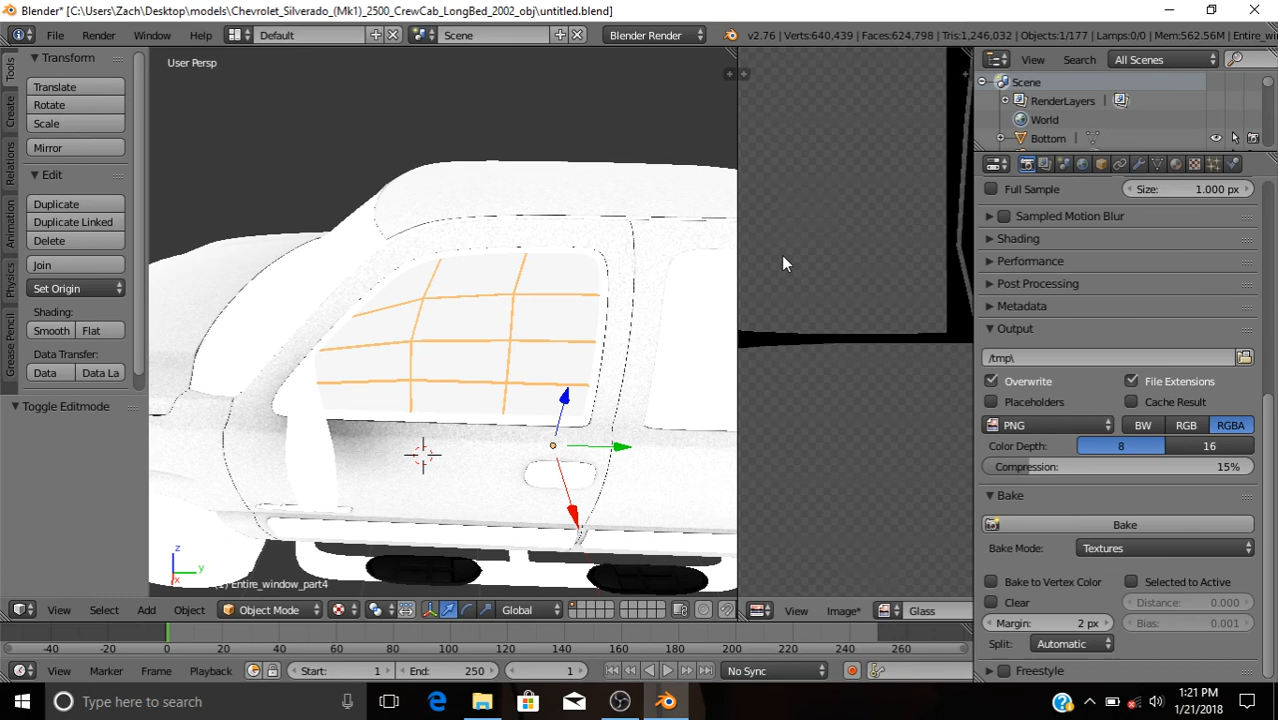 Blender* [C:\Users\Zach\Desktop\models\Chevrolet_Silverado_(Mk1)_2500_CrewCab_LongBed_2002_obj\untitled.blend]
File Render Window Help Default Scene Blender Render v2.76 | Verts:640,439 | Faces:624,798 | Tris:1,246,032 | Objects:1/177 | Lamps:0/0 | Mem:562.56M | Entire_win
Tools
Create
Relations
Animation
Physics
Grease Pencil
Transform
Translate
Rotate
Scale
Mirror
Edit
Duplicate
Duplicate Linked
Delete
Join
Set Origin
Shading:
Smooth Flat
Data Transfer:
Data Data La
Toggle Editmode
User Persp
z
y
x
Entire_window_part4
View Select Add Object Object Mode Global
View Image* Glass
View Search All Scenes
Scene
RenderLayers
World
Bottom
Full Sample Size: 1.000 px
Sampled Motion Blur
Shading
Performance
Post Processing
Metadata
Output
/tmp\
Overwrite File Extensions
Placeholders Cache Result
PNG BW RGB RGBA
Color Depth: 8 16
Compression: 15%
Bake
Bake
Bake Mode: Textures
Bake to Vertex Color Selected to Active
Clear Distance: 0.000
Margin: 2 px Bias: 0.001
Split: Automatic
Freestyle
-40 -20 0 20 40 60 80 100 120 140 160 180 200 220 240 260
View Marker Frame Playback Start: 1 End: 250 1 No Sync
Type here to search
1:21 PM
1/21/2018